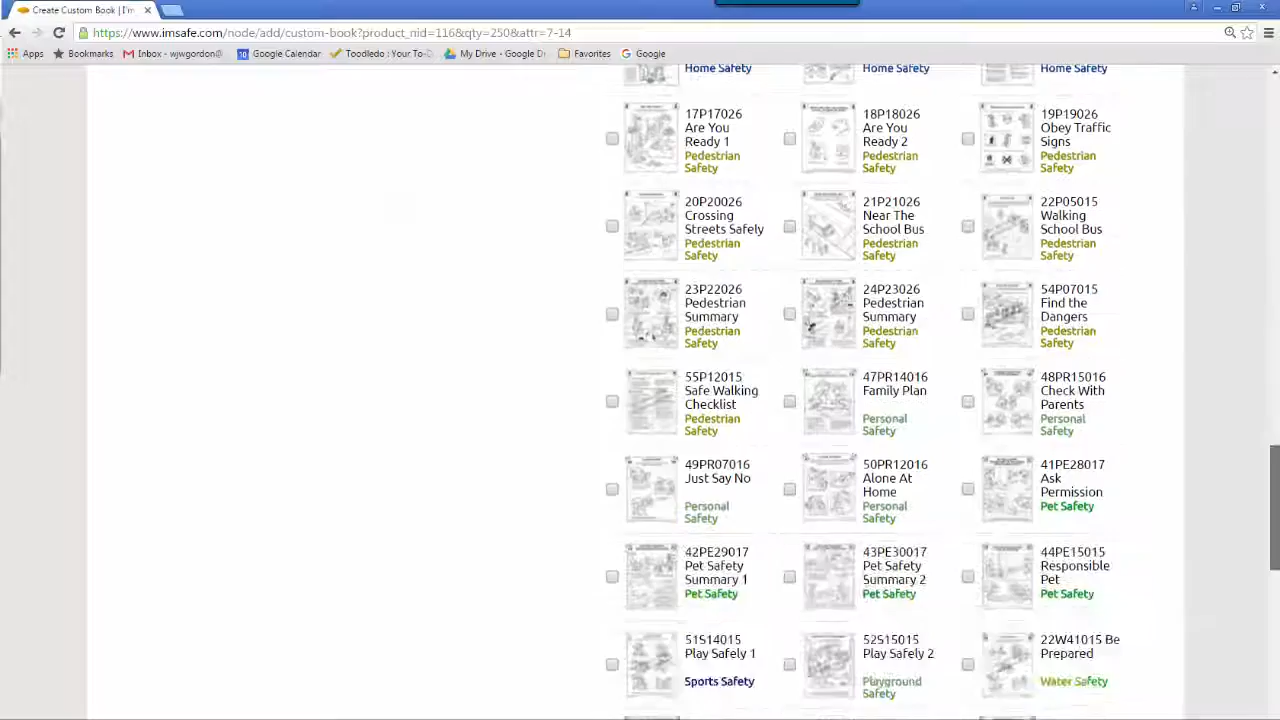 Create Custom Book | I'm
https://www.imsafe.com/node/add/custom-book?product_nid=116&qty=250&attr=7-14
Apps Bookmarks Inbox - wjwgordon@ Google Calendar Toodledo : Your To-D My Drive - Google D Favorites Google
Home Safety Home Safety Home Safety
17P17026 18P18026 19P19026
Are You Are You Obey Traffic
Ready 1 Ready 2 Signs
Pedestrian Pedestrian Pedestrian
Safety Safety Safety
20P20026 21P21026 22P05015
Crossing Near The Walking
Streets Safely School Bus School Bus
Pedestrian Pedestrian Pedestrian
Safety Safety Safety
23P22026 24P23026 54P07015
Pedestrian Pedestrian Find the
Summary Summary Dangers
Pedestrian Pedestrian Pedestrian
Safety Safety Safety
55P12015 47PR14016 48PR15016
Safe Walking Family Plan Check With
Checklist Parents
Pedestrian Personal Personal
Safety Safety Safety
49PR07016 50PR12016 41PE28017
Just Say No Alone At Ask
Home Permission
Personal Personal Pet Safety
Safety Safety
42PE29017 43PE30017 44PE15015
Pet Safety Pet Safety Responsible
Summary 1 Summary 2 Pet
Pet Safety Pet Safety Pet Safety
51S14015 52S15015 22W41015 Be
Play Safely 1 Play Safely 2 Prepared
Sports Safety Playground Water Safety
Safety